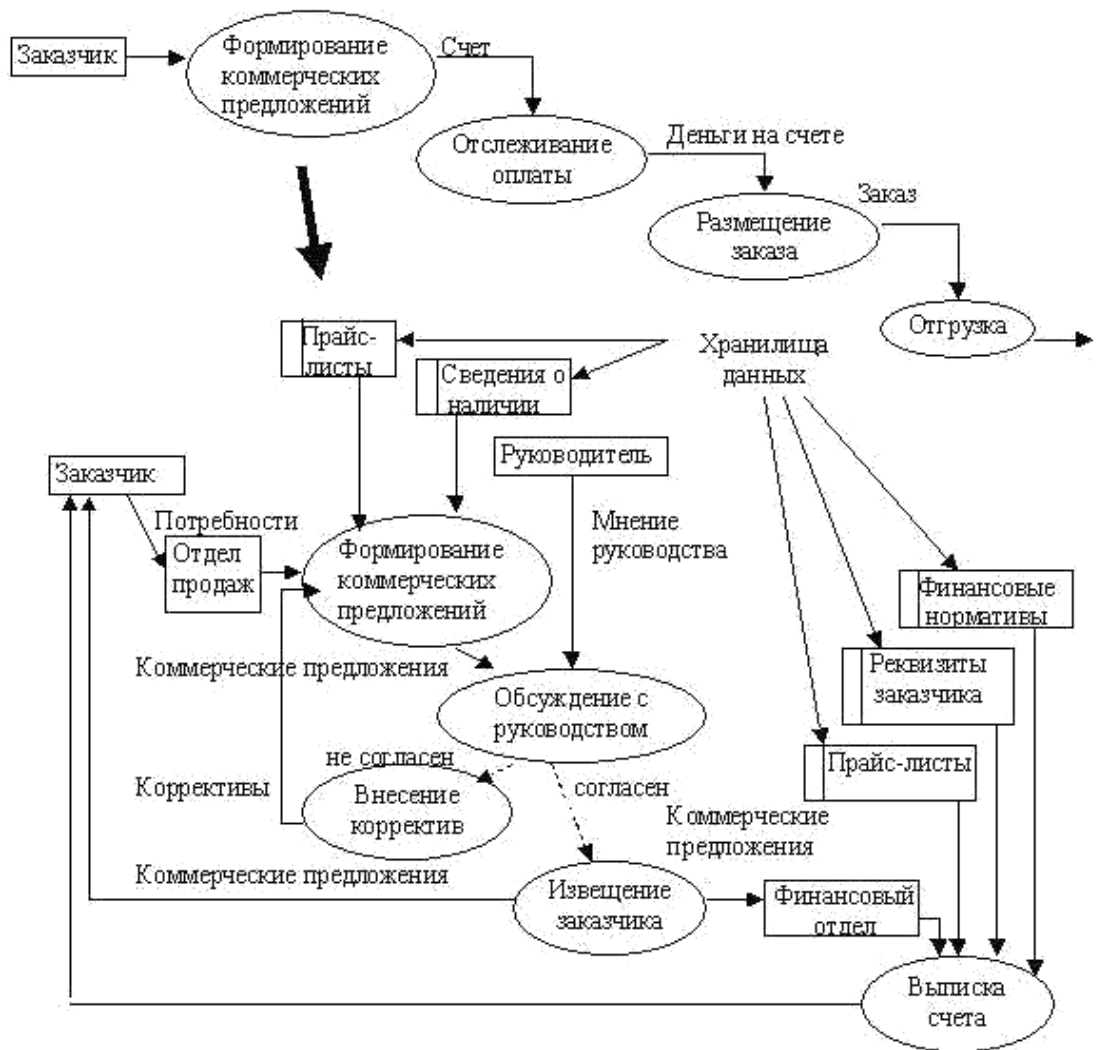 Заказчик
Формирование
коммерческих
предложений
Счет
Отслеживание
оплаты
Деньги на счете
Размещение
заказа
Заказ
Отгрузка
Прайс-
листы
Сведения о
наличии
Хранилища
данных
Руководитель
Заказчик
Потребности
Отдел
продаж
Формирование
коммерческих
предложений
Мнение
руководства
Финансовые
нормативы
Коммерческие предложения
Обсуждение с
руководством
Реквизиты
заказчика
Прайс-листы
не согласен
согласен
Коррективы
Внесение
корректив
Коммерческие
предложения
Коммерческие предложения
Извещение
заказчика
Финансовый
отдел
Выписка
счета